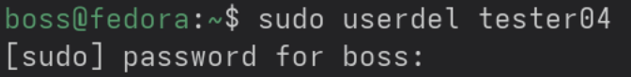 boss@fedora:~$ sudo userdel tester04
[sudo] password for boss: